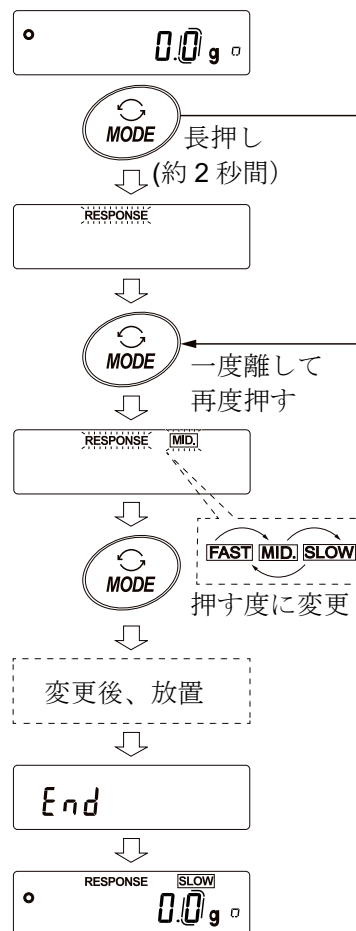 0.0 g
MODE
長押し
(約 2 秒間)
RESPONSE
MODE
一度離して
再度押す
RESPONSE MID.
FAST MID. SLOW
MODE
押す度に変更
変更後、放置
End
RESPONSE SLOW
0.0 g